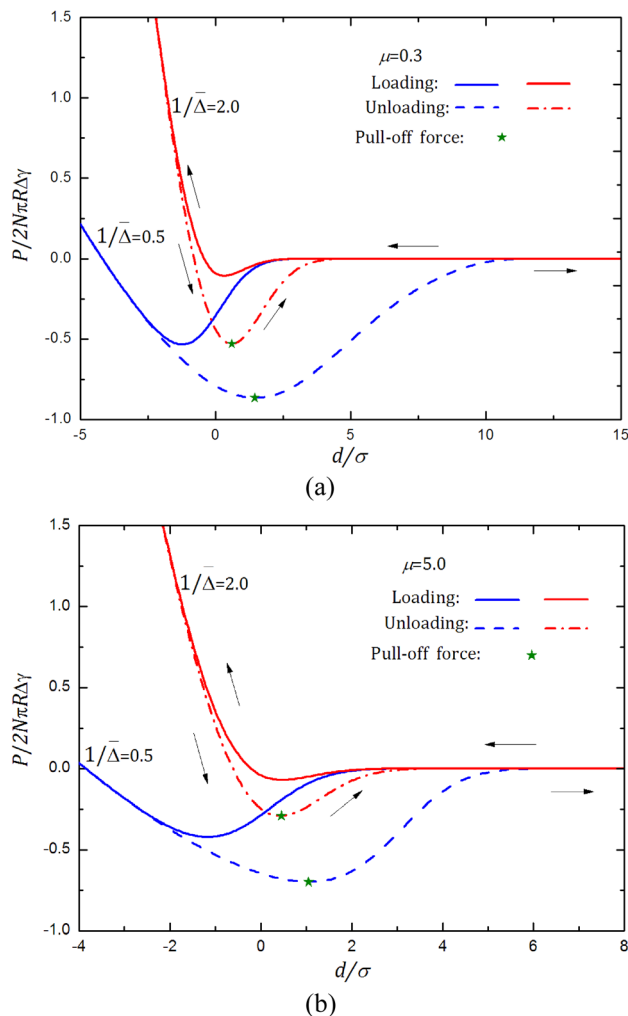 1.5
μ=0.3
Loading:
1.0
1/Δ̅=2.0
Unloading:
Pull-off force:
P/2NπRΔγ
0.5
1/Δ̅=0.5
0.0
-0.5
-1.0
-5 0 5 10 15
d/σ
(a)
1.5
μ=5.0
1/Δ̅=2.0
Loading:
1.0
Unloading:
Pull-off force:
P/2NπRΔγ
0.5
1/Δ̅=0.5
0.0
-0.5
-1.0
-4 -2 0 2 4 6 8
d/σ
(b)